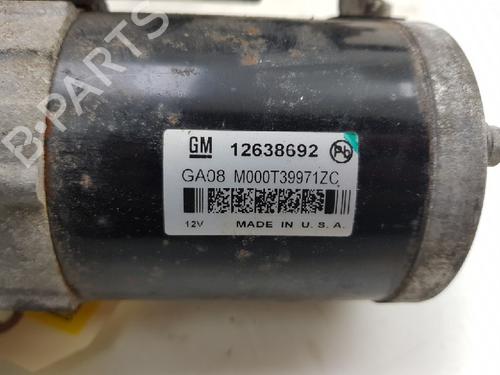 GM 12638692 Pb
GA08 M000T39971ZC
12V MADE IN U.S.A.
B-PARTS